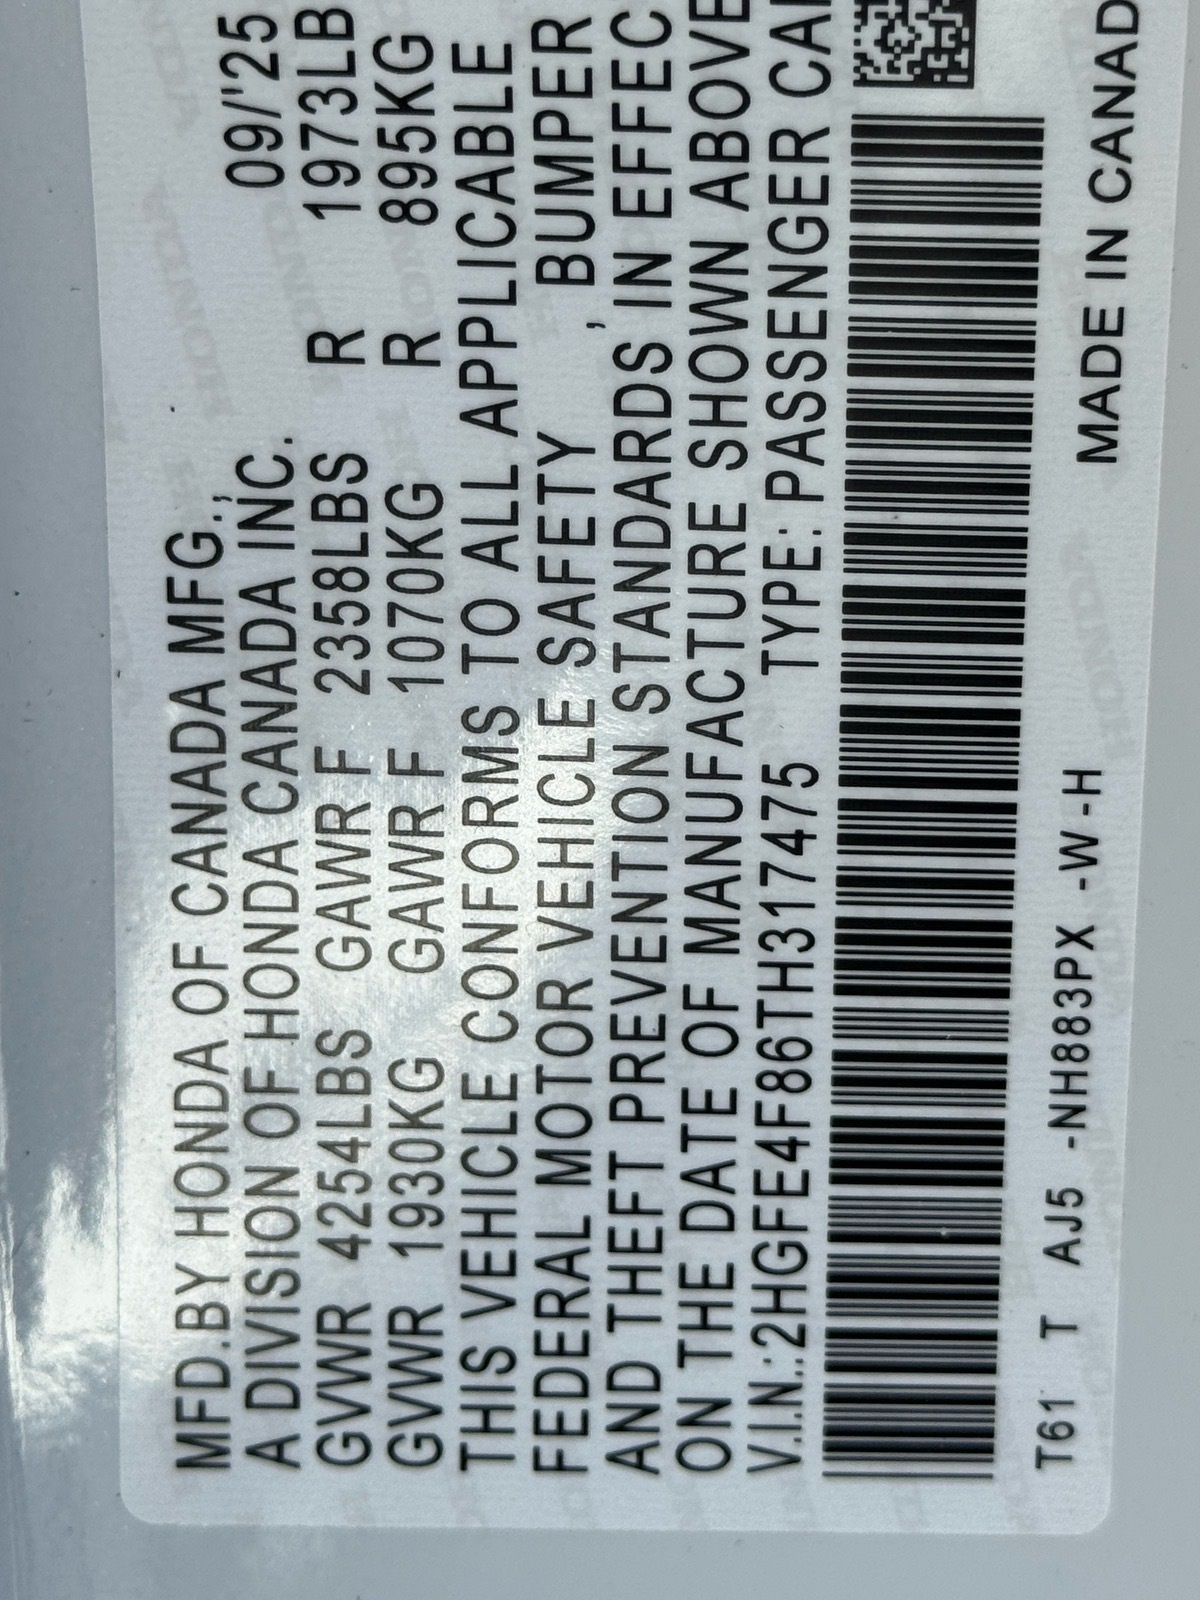 MFD.BY HONDA OF CANADA MFG., 09/'25
A DIVISION OF HONDA CANADA INC.
GVWR 4254LBS GAWR F 2358LBS R 1973LB
GVWR 1930KG GAWR F 1070KG R 895KG
THIS VEHICLE CONFORMS TO ALL APPLICABLE
FEDERAL MOTOR VEHICLE SAFETY , BUMPER
AND THEFT PREVENTION STANDARDS, IN EFFEC
ON THE DATE OF MANUFACTURE SHOWN ABOVE
V.I.N.:2HGFE4F86TH317475 TYPE: PASSENGER CA
T61 T AJ5 -NH883PX -W -H MADE IN CANAD